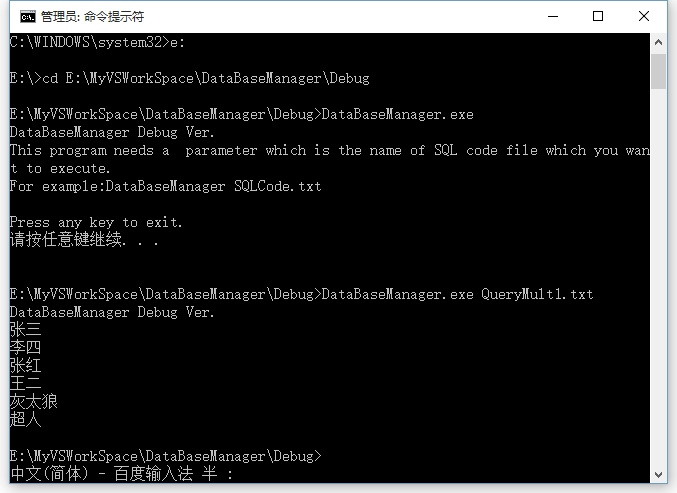 管理员: 命令提示符
C:\WINDOWS\system32>e:
E:\>cd E:\MyVSWorkSpace\DataBaseManager\Debug
E:\MyVSWorkSpace\DataBaseManager\Debug>DataBaseManager.exe
DataBaseManager Debug Ver.
This program needs a  parameter which is the name of SQL code file which you wan
t to execute.
For example:DataBaseManager SQLCode.txt
Press any key to exit.
请按任意键继续. . .
E:\MyVSWorkSpace\DataBaseManager\Debug>DataBaseManager.exe QueryMult1.txt
DataBaseManager Debug Ver.
张三
李四
张红
王二
灰太狼
超人
E:\MyVSWorkSpace\DataBaseManager\Debug>
中文(简体) - 百度输入法 半 :